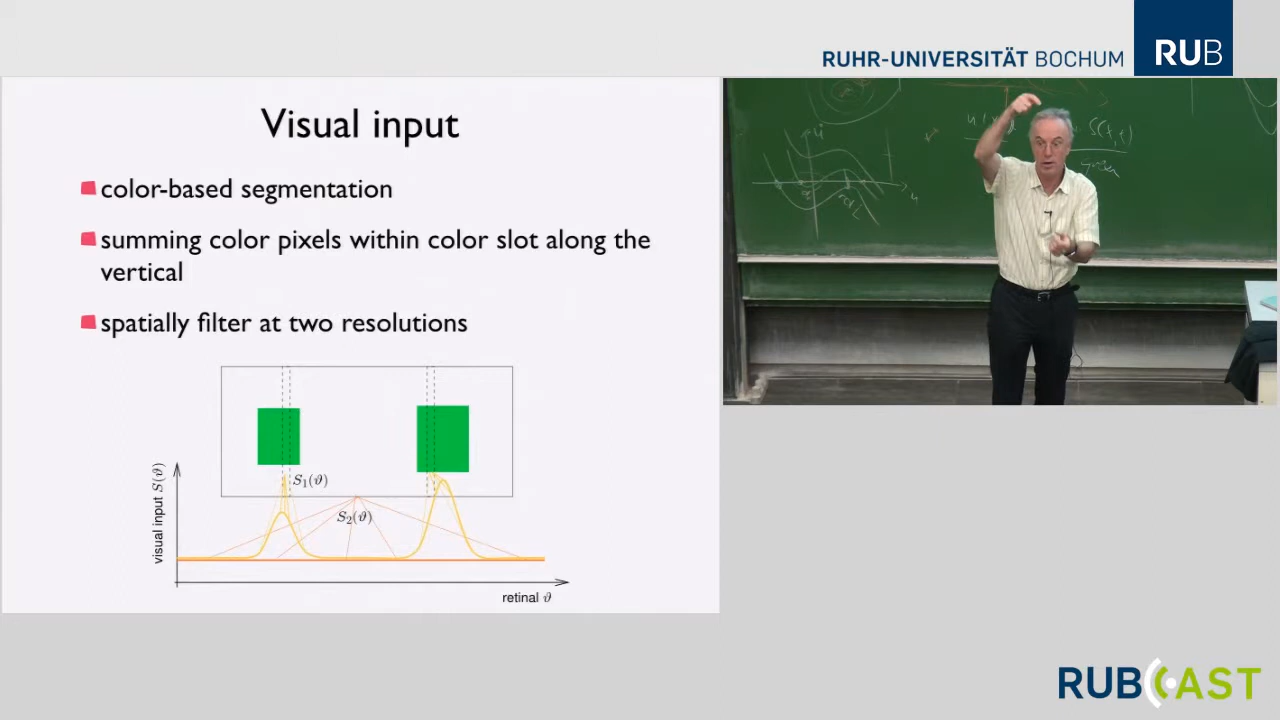 RUHR-UNIVERSITÄT BOCHUM RUB
Visual input
color-based segmentation
summing color pixels within color slot along the
vertical
spatially filter at two resolutions
S₁(ϑ)
S₂(ϑ)
visual input S(ϑ)
retinal ϑ
S(x,t)
RUBCAST